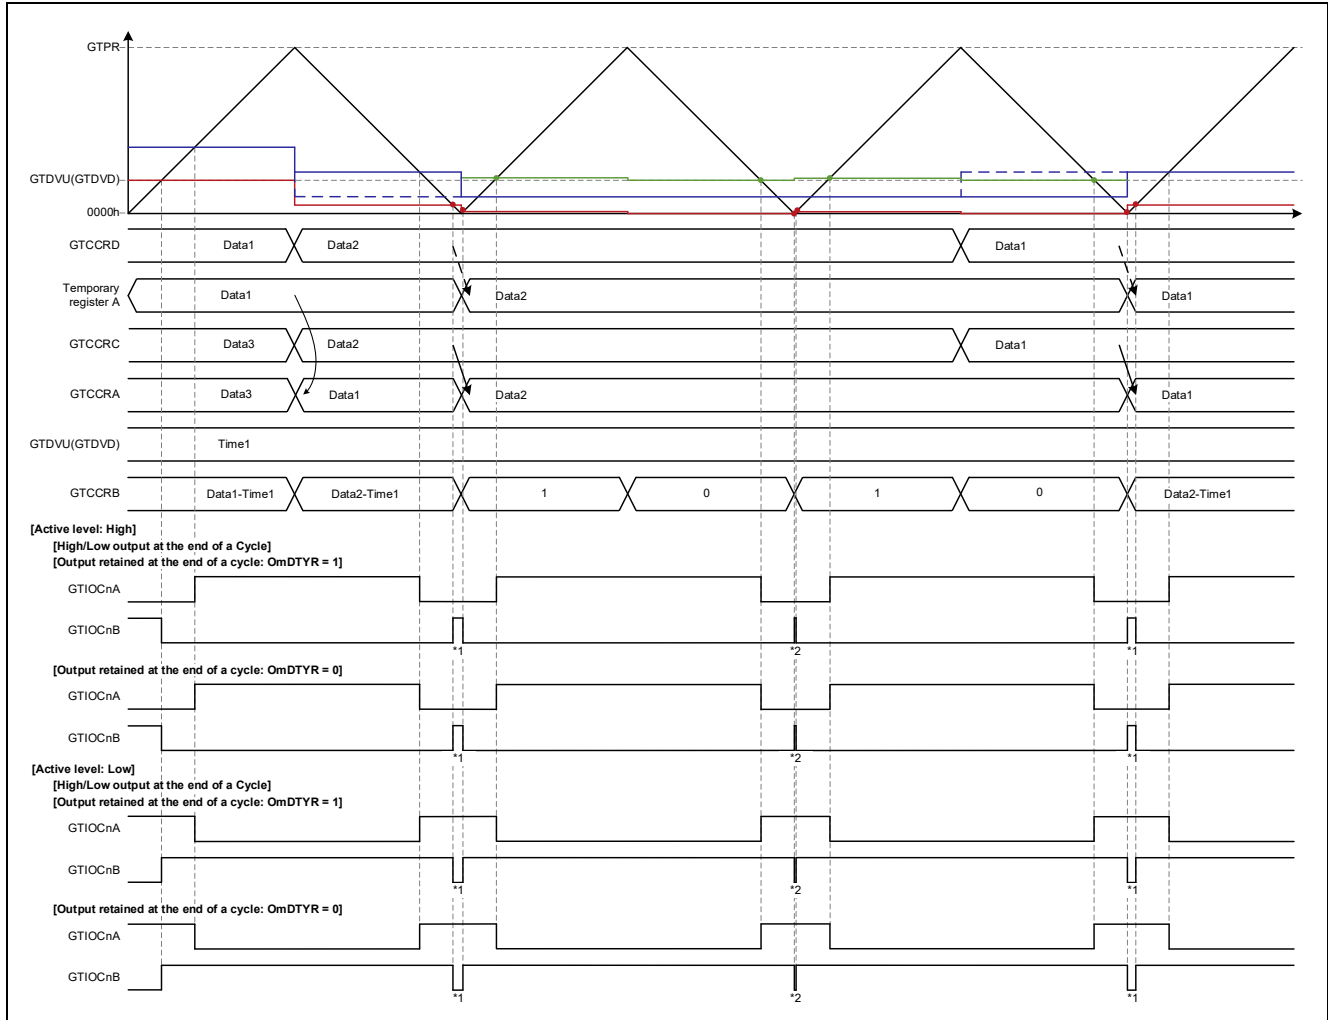 GTPR
GTDVU(GTDVD)
0000h
GTCCRD Data1 Data2 Data1
Temporary
register A Data1 Data2 Data1
GTCCRC Data3 Data2 Data1
GTCCRA Data3 Data1 Data2 Data1
GTDVU(GTDVD) Time1
GTCCRB Data1-Time1 Data2-Time1 1 0 1 0 Data2-Time1
[Active level: High]
[High/Low output at the end of a Cycle]
[Output retained at the end of a cycle: OmDTYR = 1]
GTIOCnA
GTIOCnB
*1 *2 *1
[Output retained at the end of a cycle: OmDTYR = 0]
GTIOCnA
GTIOCnB
*1 *2 *1
[Active level: Low]
[High/Low output at the end of a Cycle]
[Output retained at the end of a cycle: OmDTYR = 1]
GTIOCnA
GTIOCnB
*1 *2 *1
[Output retained at the end of a cycle: OmDTYR = 0]
GTIOCnA
GTIOCnB
*1 *2 *1